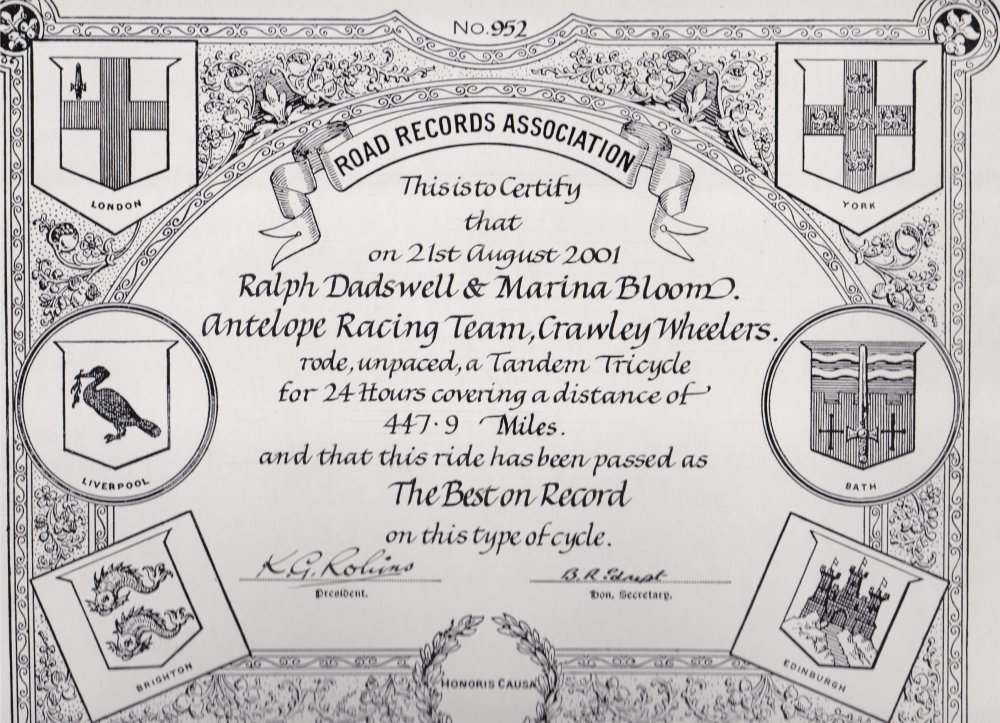 No. 952
ROAD RECORDS ASSOCIATION
This is to Certify
that
on 21st August 2001
Ralph Dadswell & Marina Bloom.
Antelope Racing Team, Crawley Wheelers.
rode, unpaced, a Tandem Tricycle
for 24 Hours covering a distance of
447·9 Miles.
and that this ride has been passed as
The Best on Record
on this type of cycle.
K. G. Robins
B. R.
President.
Hon. Secretary.
LONDON
YORK
LIVERPOOL
BATH
BRIGHTON
EDINBURGH
HONORIS CAUSA